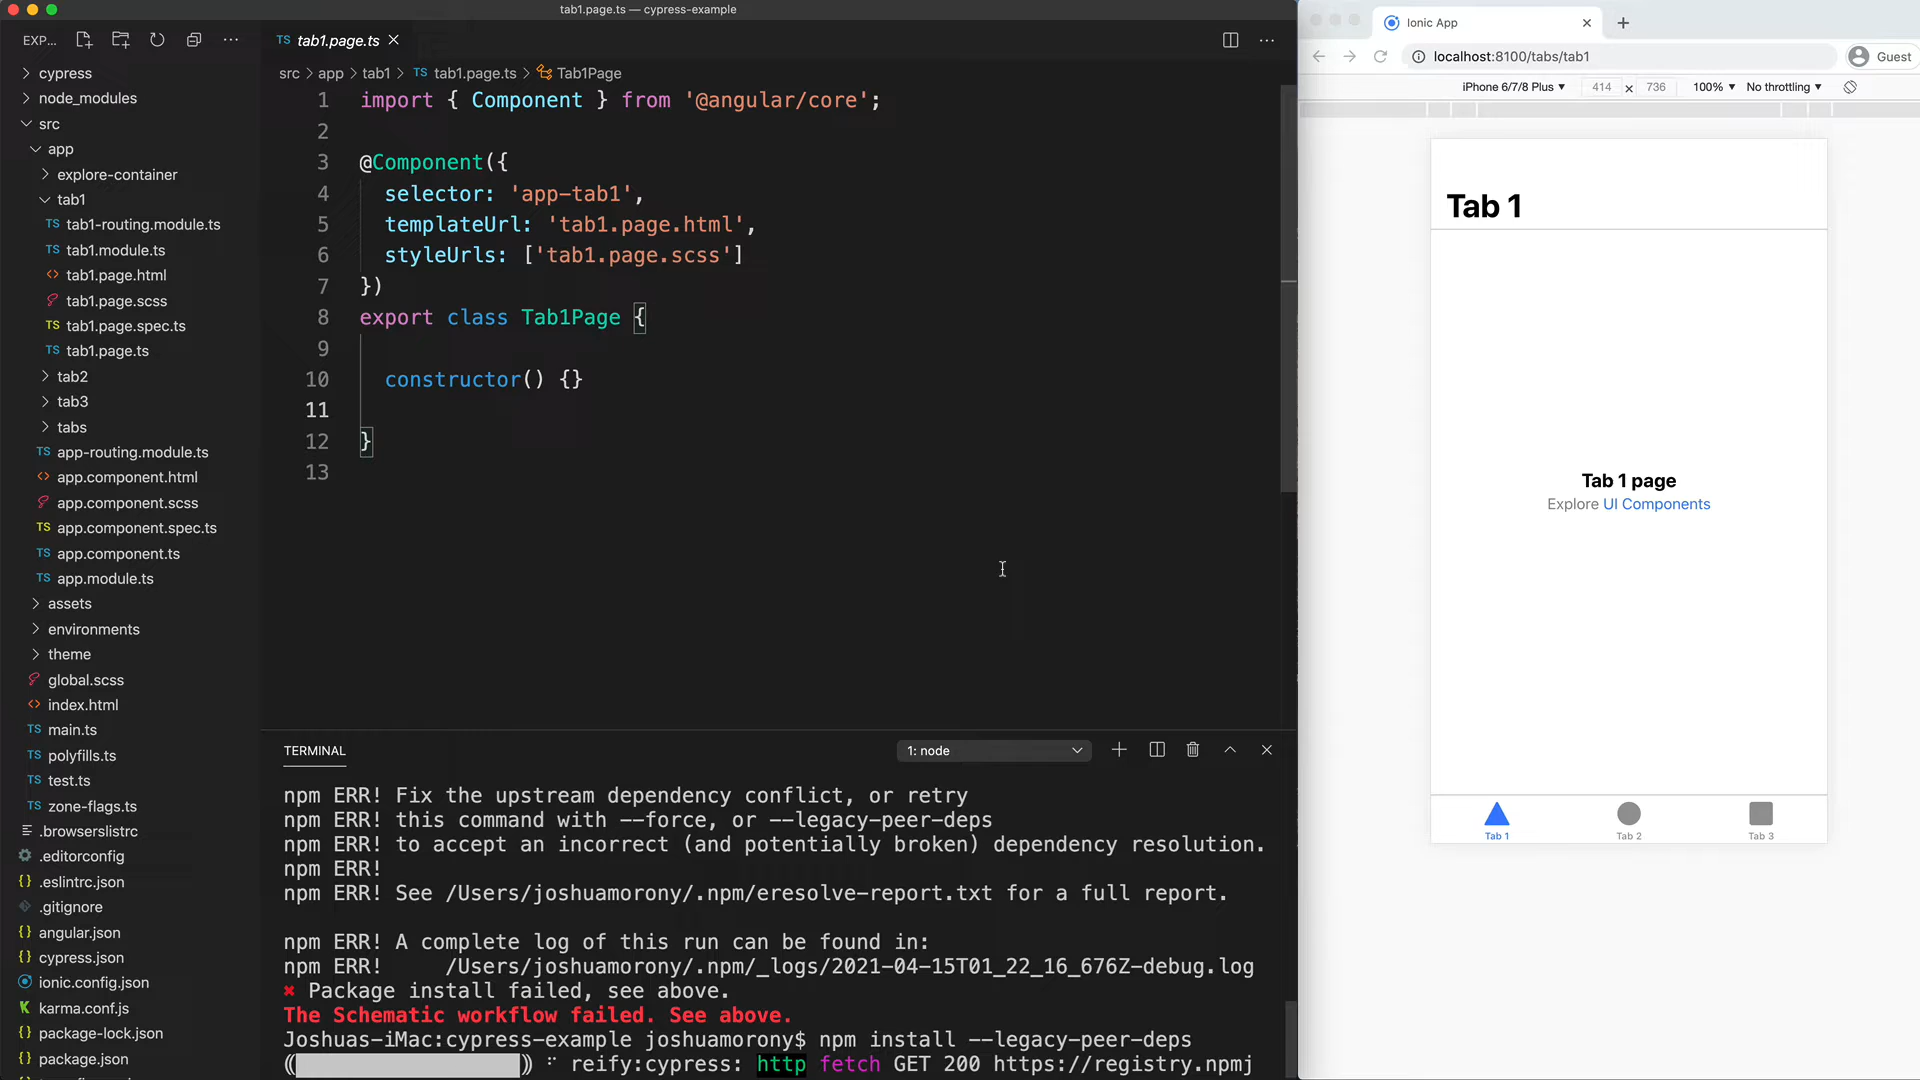 tab1.page.ts — cypress-example
EXP...
cypress
node_modules
src
app
explore-container
tab1
TS tab1-routing.module.ts
TS tab1.module.ts
<> tab1.page.html
tab1.page.scss
TS tab1.page.spec.ts
TS tab1.page.ts
tab2
tab3
tabs
TS app-routing.module.ts
<> app.component.html
app.component.scss
TS app.component.spec.ts
TS app.component.ts
TS app.module.ts
assets
environments
theme
global.scss
<> index.html
TS main.ts
TS polyfills.ts
TS test.ts
TS zone-flags.ts
.browserslistrc
.editorconfig
{} .eslintrc.json
.gitignore
{} angular.json
{} cypress.json
ionic.config.json
K karma.conf.js
{} package-lock.json
{} package.json
TS tab1.page.ts
src > app > tab1 > TS tab1.page.ts > Tab1Page
1 import { Component } from '@angular/core';
2
3 @Component({
4 selector: 'app-tab1',
5 templateUrl: 'tab1.page.html',
6 styleUrls: ['tab1.page.scss']
7 })
8 export class Tab1Page {
9
10 constructor() {}
11
12 }
13
TERMINAL
1: node
npm ERR! Fix the upstream dependency conflict, or retry
npm ERR! this command with --force, or --legacy-peer-deps
npm ERR! to accept an incorrect (and potentially broken) dependency resolution.
npm ERR!
npm ERR! See /Users/joshuamorony/.npm/eresolve-report.txt for a full report.
npm ERR! A complete log of this run can be found in:
npm ERR!     /Users/joshuamorony/.npm/_logs/2021-04-15T01_22_16_676Z-debug.log
✖ Package install failed, see above.
The Schematic workflow failed. See above.
Joshuas-iMac:cypress-example joshuamorony$ npm install --legacy-peer-deps
reify:cypress: http fetch GET 200 https://registry.npmj
Ionic App
localhost:8100/tabs/tab1
Guest
iPhone 6/7/8 Plus ▼ 414 × 736 100% ▼ No throttling ▼
Tab 1
Tab 1 page
Explore UI Components
Tab 1
Tab 2
Tab 3